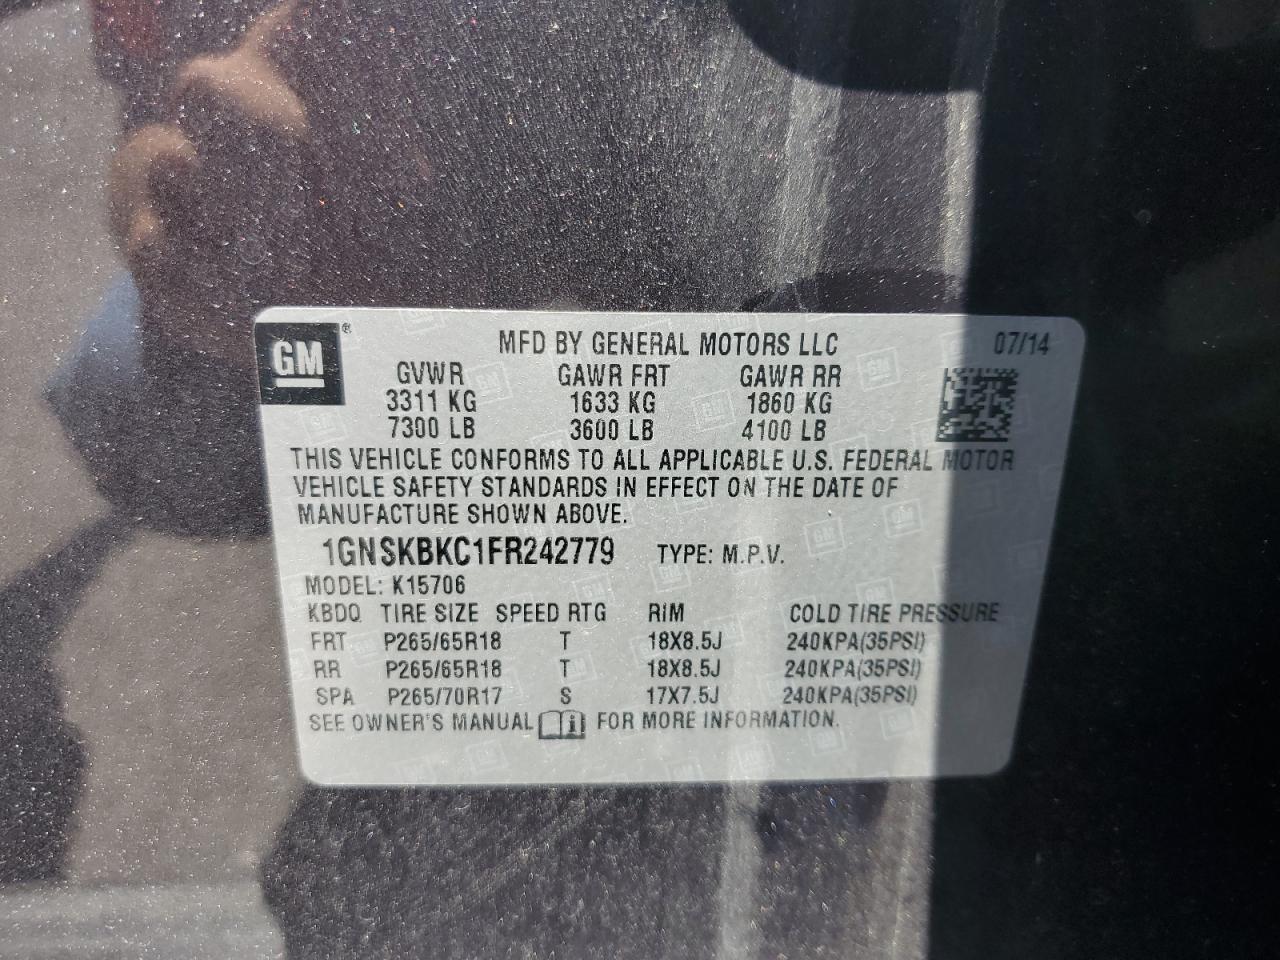 GM ® MFD BY GENERAL MOTORS LLC 07/14
GVWR GAWR FRT GAWR RR
3311 KG 1633 KG 1860 KG
7300 LB 3600 LB 4100 LB
THIS VEHICLE CONFORMS TO ALL APPLICABLE U.S. FEDERAL MOTOR
VEHICLE SAFETY STANDARDS IN EFFECT ON THE DATE OF
MANUFACTURE SHOWN ABOVE.
1GNSKBKC1FR242779 TYPE: M.P.V.
MODEL: K15706
KBDQ TIRE SIZE SPEED RTG RIM COLD TIRE PRESSURE
FRT P265/65R18 T 18X8.5J 240KPA(35PSI)
RR P265/65R18 T 18X8.5J 240KPA(35PSI)
SPA P265/70R17 S 17X7.5J 240KPA(35PSI)
SEE OWNER'S MANUAL FOR MORE INFORMATION.